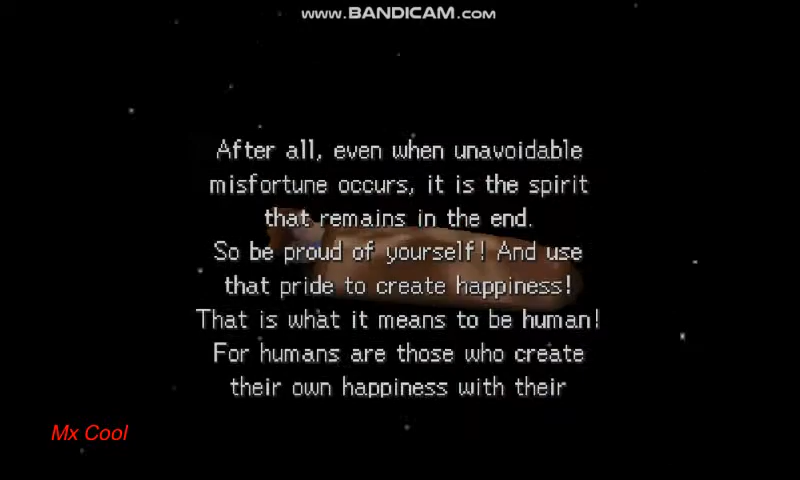 www.BANDICAM.com
After all, even when unavoidable
misfortune occurs, it is the spirit
that remains in the end.
So be proud of yourself! And use
that pride to create happiness!
That is what it means to be human!
For humans are those who create
their own happiness with their
Mx Cool